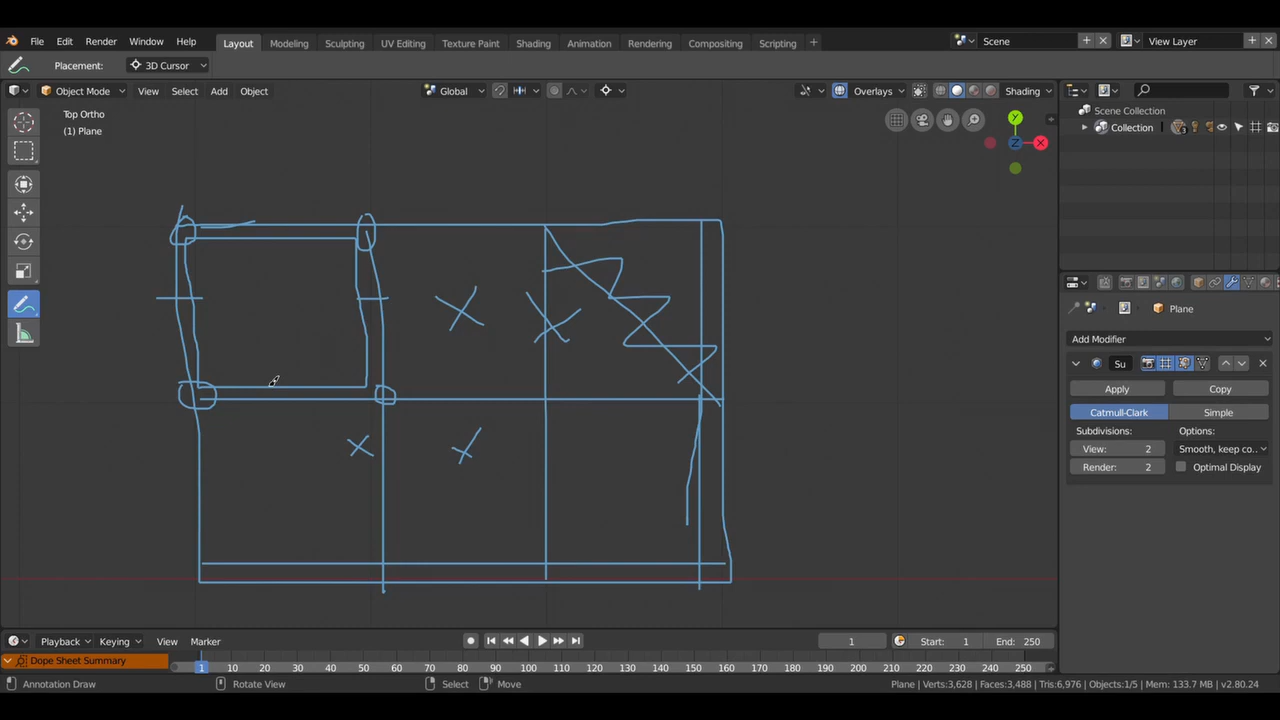 File Edit Render Window Help Layout Modeling Sculpting UV Editing Texture Paint Shading Animation Rendering Compositing Scripting + Scene View Layer
Placement: 3D Cursor
Object Mode View Select Add Object Global Overlays Shading
Top Ortho
(1) Plane
Y
Z X
Scene Collection
Collection
Plane
Add Modifier
Su
Apply Copy
Catmull-Clark Simple
Subdivisions: Options:
View: 2 Smooth, keep co..
Render: 2 Optimal Display
Playback Keying View Marker 1 Start: 1 End: 250
Dope Sheet Summary 1 10 20 30 40 50 60 70 80 90 100 110 120 130 140 150 160 170 180 190 200 210 220 230 240 250
Annotation Draw Rotate View Select Move Plane | Verts:3,628 | Faces:3,488 | Tris:6,976 | Objects:1/5 | Mem: 133.7 MB | v2.80.24